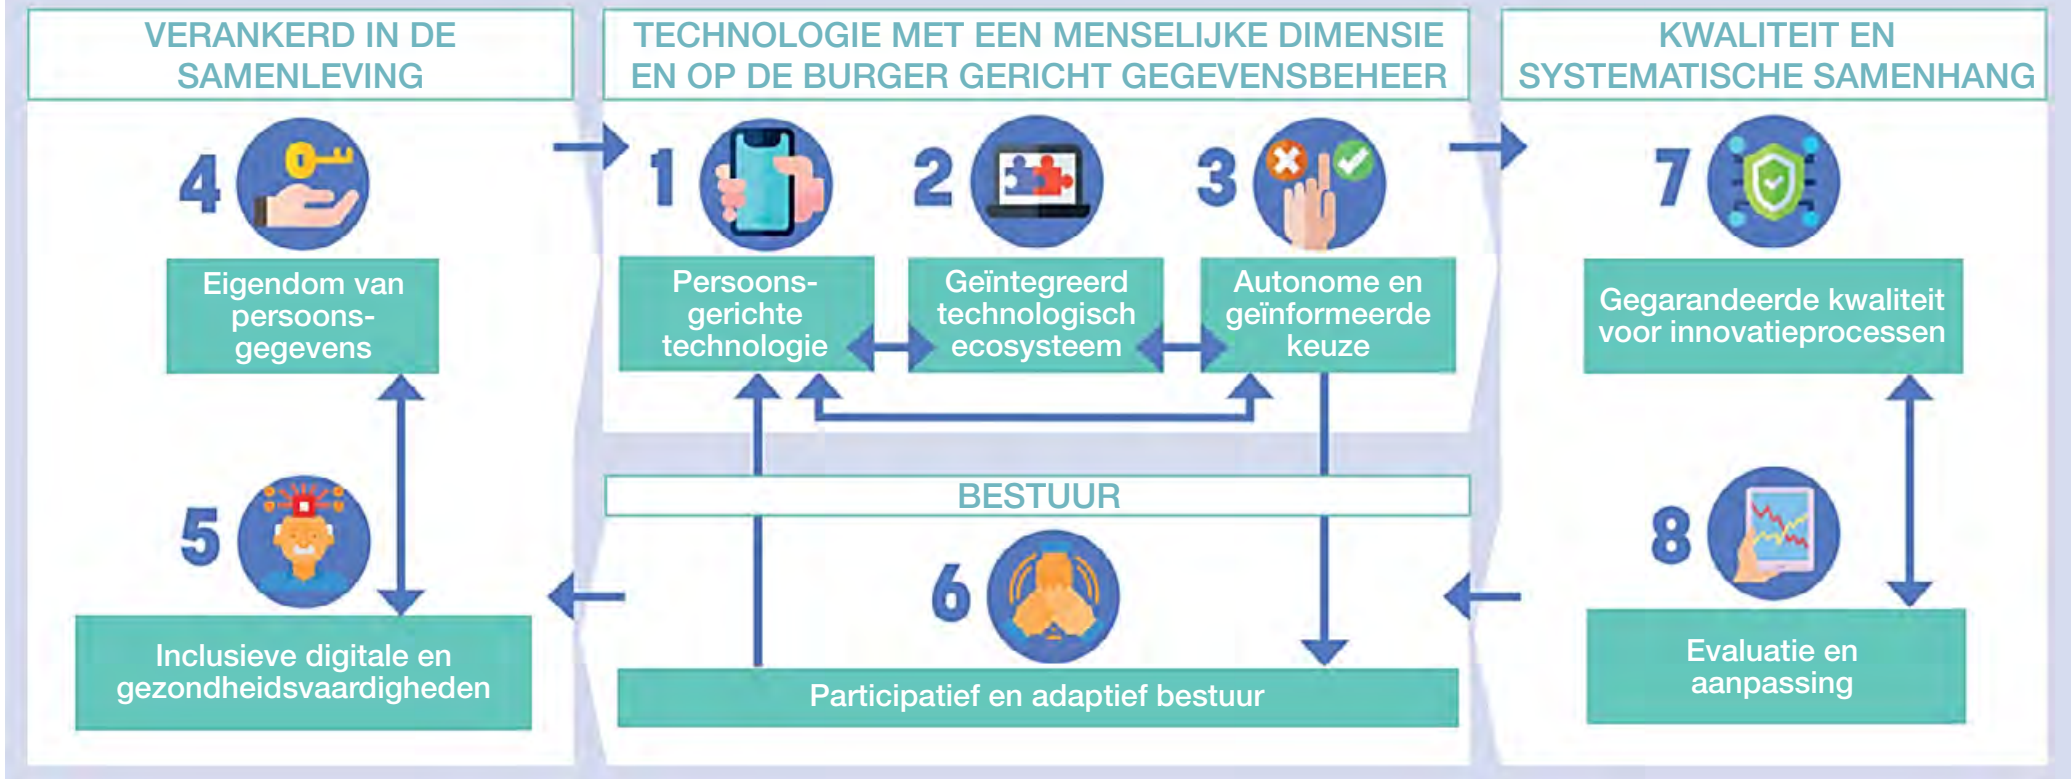 VERANKERD IN DE
SAMENLEVING
4
Eigendom van
persoons-
gegevens
5
Inclusieve digitale en
gezondheidsvaardigheden
TECHNOLOGIE MET EEN MENSELIJKE DIMENSIE
EN OP DE BURGER GERICHT GEGEVENSBEHEER
1
Persoons-
gerichte
technologie
2
Geïntegreerd
technologisch
ecosysteem
3
Autonome en
geïnformeerde
keuze
BESTUUR
6
Participatief en adaptief bestuur
KWALITEIT EN
SYSTEMATISCHE SAMENHANG
7
Gegarandeerde kwaliteit
voor innovatieprocessen
8
Evaluatie en
aanpassing